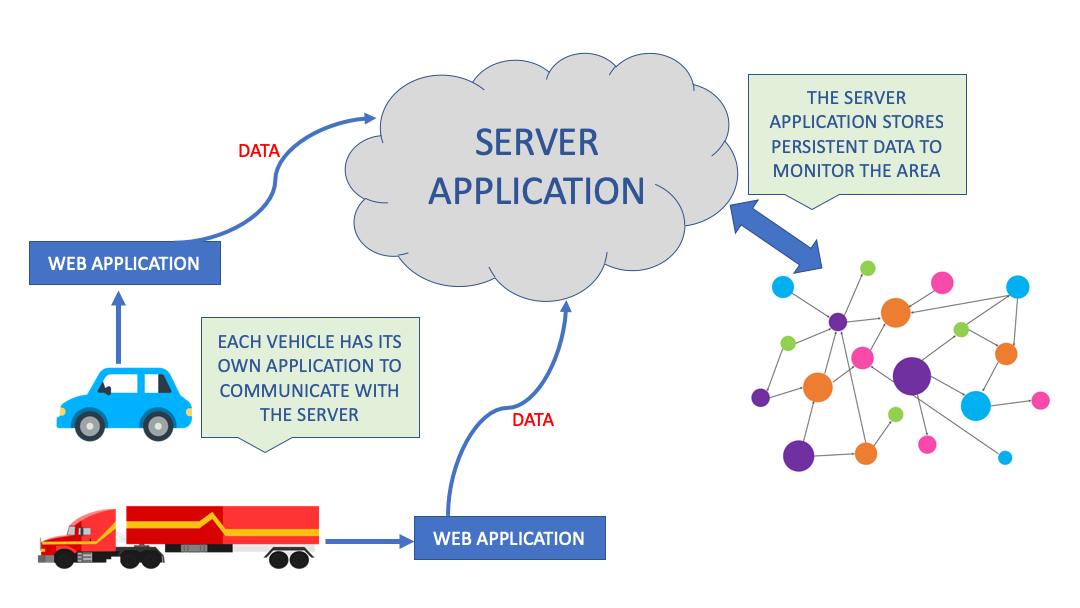 SERVER
APPLICATION
THE SERVER
APPLICATION STORES
PERSISTENT DATA TO
MONITOR THE AREA
DATA
WEB APPLICATION
EACH VEHICLE HAS ITS
OWN APPLICATION TO
COMMUNICATE WITH
THE SERVER
DATA
WEB APPLICATION